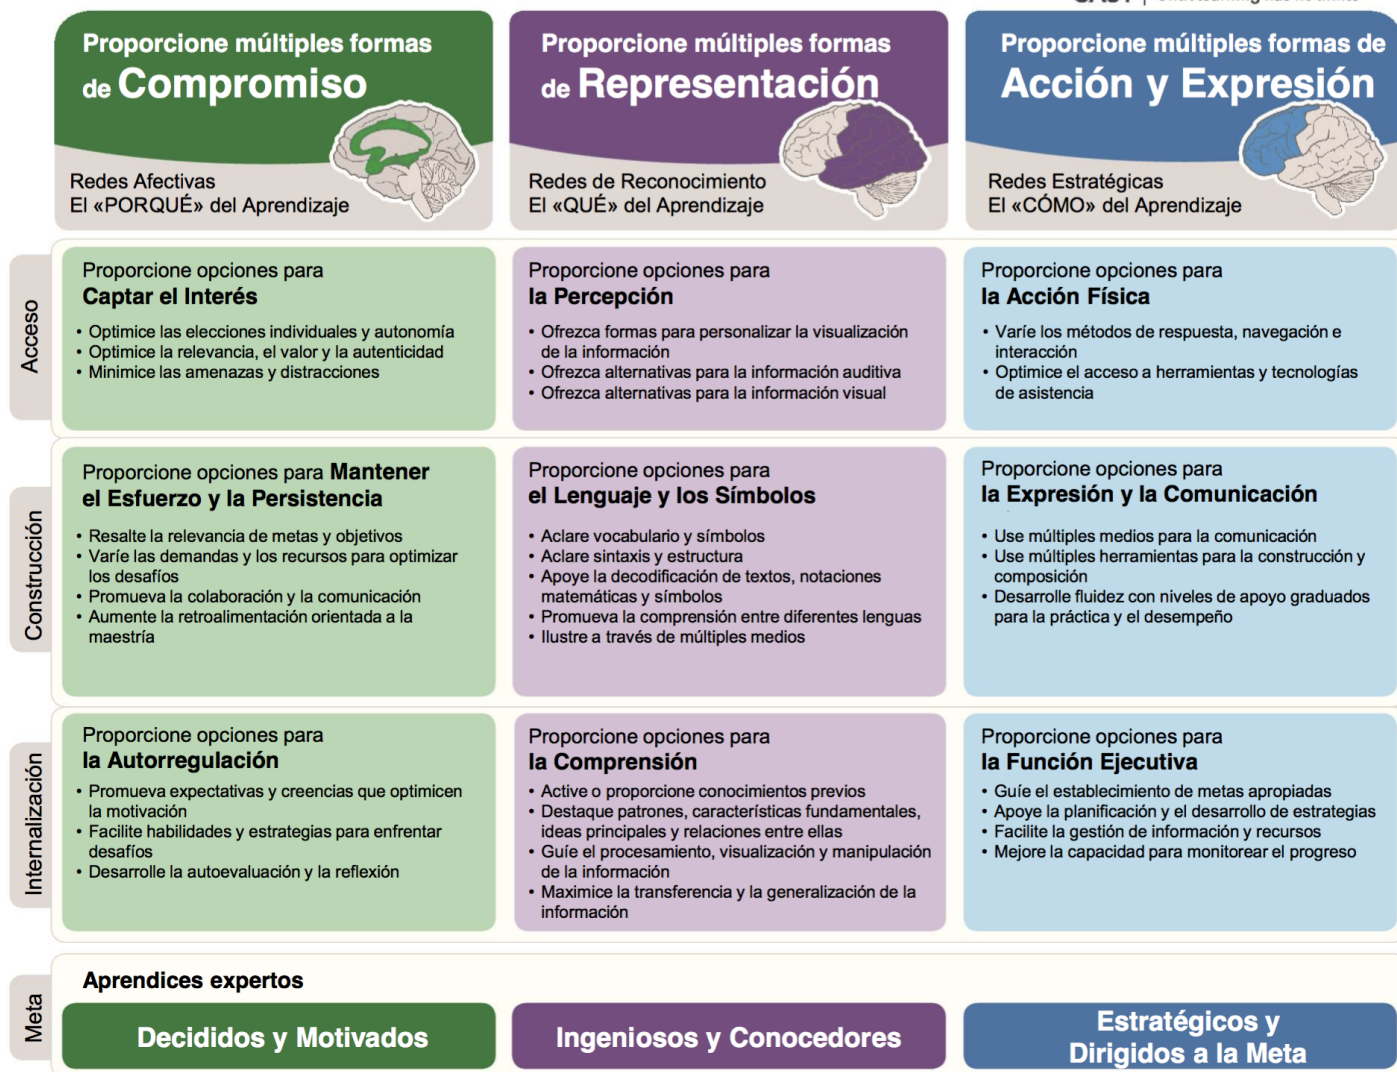 Proporcione múltiples formas
de Compromiso
Redes Afectivas
El «PORQUÉ» del Aprendizaje
Proporcione múltiples formas
de Representación
Redes de Reconocimiento
El «QUÉ» del Aprendizaje
Proporcione múltiples formas de
Acción y Expresión
Redes Estratégicas
El «CÓMO» del Aprendizaje
Acceso
Proporcione opciones para
Captar el Interés
• Optimice las elecciones individuales y autonomía
• Optimice la relevancia, el valor y la autenticidad
• Minimice las amenazas y distracciones
Proporcione opciones para
la Percepción
• Ofrezca formas para personalizar la visualización
de la información
• Ofrezca alternativas para la información auditiva
• Ofrezca alternativas para la información visual
Proporcione opciones para
la Acción Física
• Varíe los métodos de respuesta, navegación e
interacción
• Optimice el acceso a herramientas y tecnologías
de asistencia
Construcción
Proporcione opciones para Mantener
el Esfuerzo y la Persistencia
• Resalte la relevancia de metas y objetivos
• Varíe las demandas y los recursos para optimizar
los desafíos
• Promueva la colaboración y la comunicación
• Aumente la retroalimentación orientada a la
maestría
Proporcione opciones para
el Lenguaje y los Símbolos
• Aclare vocabulario y símbolos
• Aclare sintaxis y estructura
• Apoye la decodificación de textos, notaciones
matemáticas y símbolos
• Promueva la comprensión entre diferentes lenguas
• Ilustre a través de múltiples medios
Proporcione opciones para
la Expresión y la Comunicación
• Use múltiples medios para la comunicación
• Use múltiples herramientas para la construcción y
composición
• Desarrolle fluidez con niveles de apoyo graduados
para la práctica y el desempeño
Internalización
Proporcione opciones para
la Autorregulación
• Promueva expectativas y creencias que optimicen
la motivación
• Facilite habilidades y estrategias para enfrentar
desafíos
• Desarrolle la autoevaluación y la reflexión
Proporcione opciones para
la Comprensión
• Active o proporcione conocimientos previos
• Destaque patrones, características fundamentales,
ideas principales y relaciones entre ellas
• Guíe el procesamiento, visualización y manipulación
de la información
• Maximice la transferencia y la generalización de la
información
Proporcione opciones para
la Función Ejecutiva
• Guíe el establecimiento de metas apropiadas
• Apoye la planificación y el desarrollo de estrategias
• Facilite la gestión de información y recursos
• Mejore la capacidad para monitorear el progreso
Meta
Aprendices expertos
Decididos y Motivados
Ingeniosos y Conocedores
Estratégicos y
Dirigidos a la Meta